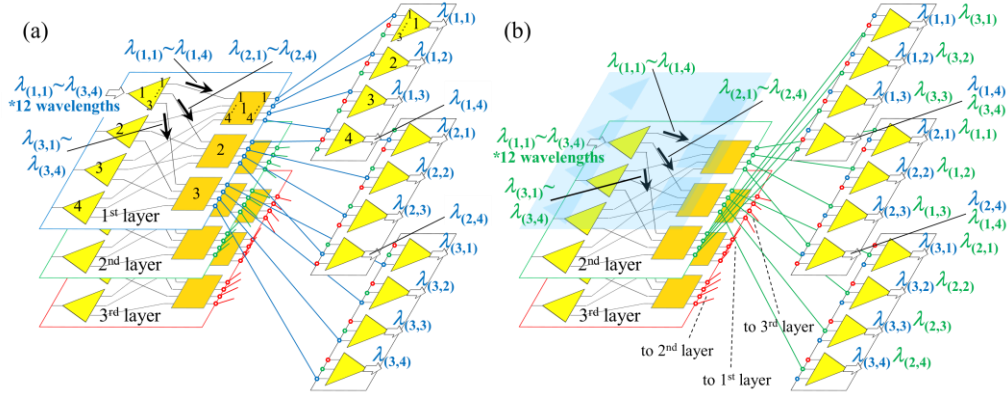 (a)
λ(1,1)~λ(1,4)
λ(2,1)~λ(2,4)
λ(1,1)~λ(3,4)
*12 wavelengths
λ(3,1)~
λ(3,4)
1
3
1
2
3
4
1
4
1
1
4
2
3
1st layer
2nd layer
3rd layer
1
3
1
2
3
4
λ(1,1)
λ(1,2)
λ(1,3)
λ(1,4)
λ(2,1)
λ(2,2)
λ(2,3)
λ(2,4)
λ(3,1)
λ(3,2)
λ(3,3)
λ(3,4)
(b)
λ(1,1)~λ(1,4)
λ(2,1)~λ(2,4)
λ(1,1)~λ(3,4)
*12 wavelengths
λ(3,1)~
λ(3,4)
2nd layer
3rd layer
to 3rd layer
to 2nd layer
to 1st layer
λ(1,1) λ(3,1)
λ(1,2) λ(3,2)
λ(1,3) λ(3,3)
λ(1,4)
λ(3,4)
λ(2,1) λ(1,1)
λ(2,2) λ(1,2)
λ(2,3) λ(1,3)
λ(2,4)
λ(1,4)
λ(3,1) λ(2,1)
λ(3,2) λ(2,2)
λ(3,3) λ(2,3)
λ(3,4) λ(2,4)